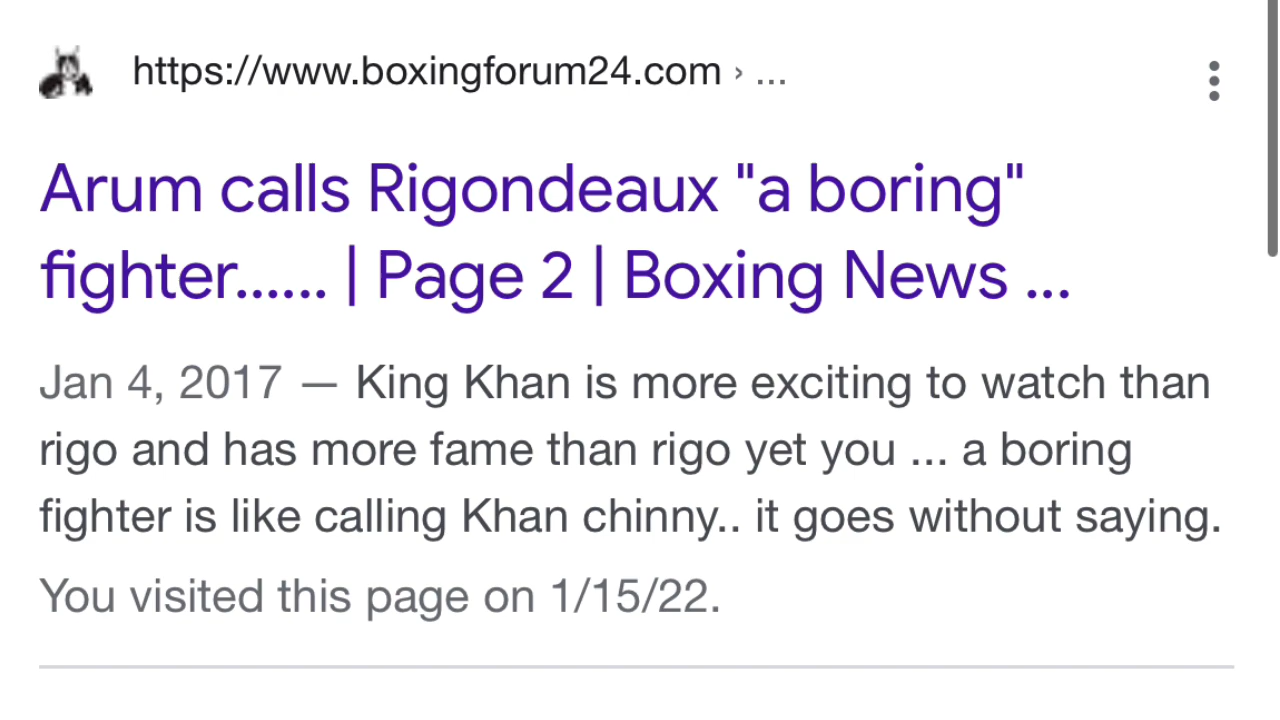 https://www.boxingforum24.com › ...
Arum calls Rigondeaux "a boring"
fighter...... | Page 2 | Boxing News ...
Jan 4, 2017 — King Khan is more exciting to watch than
rigo and has more fame than rigo yet you ... a boring
fighter is like calling Khan chinny.. it goes without saying.
You visited this page on 1/15/22.